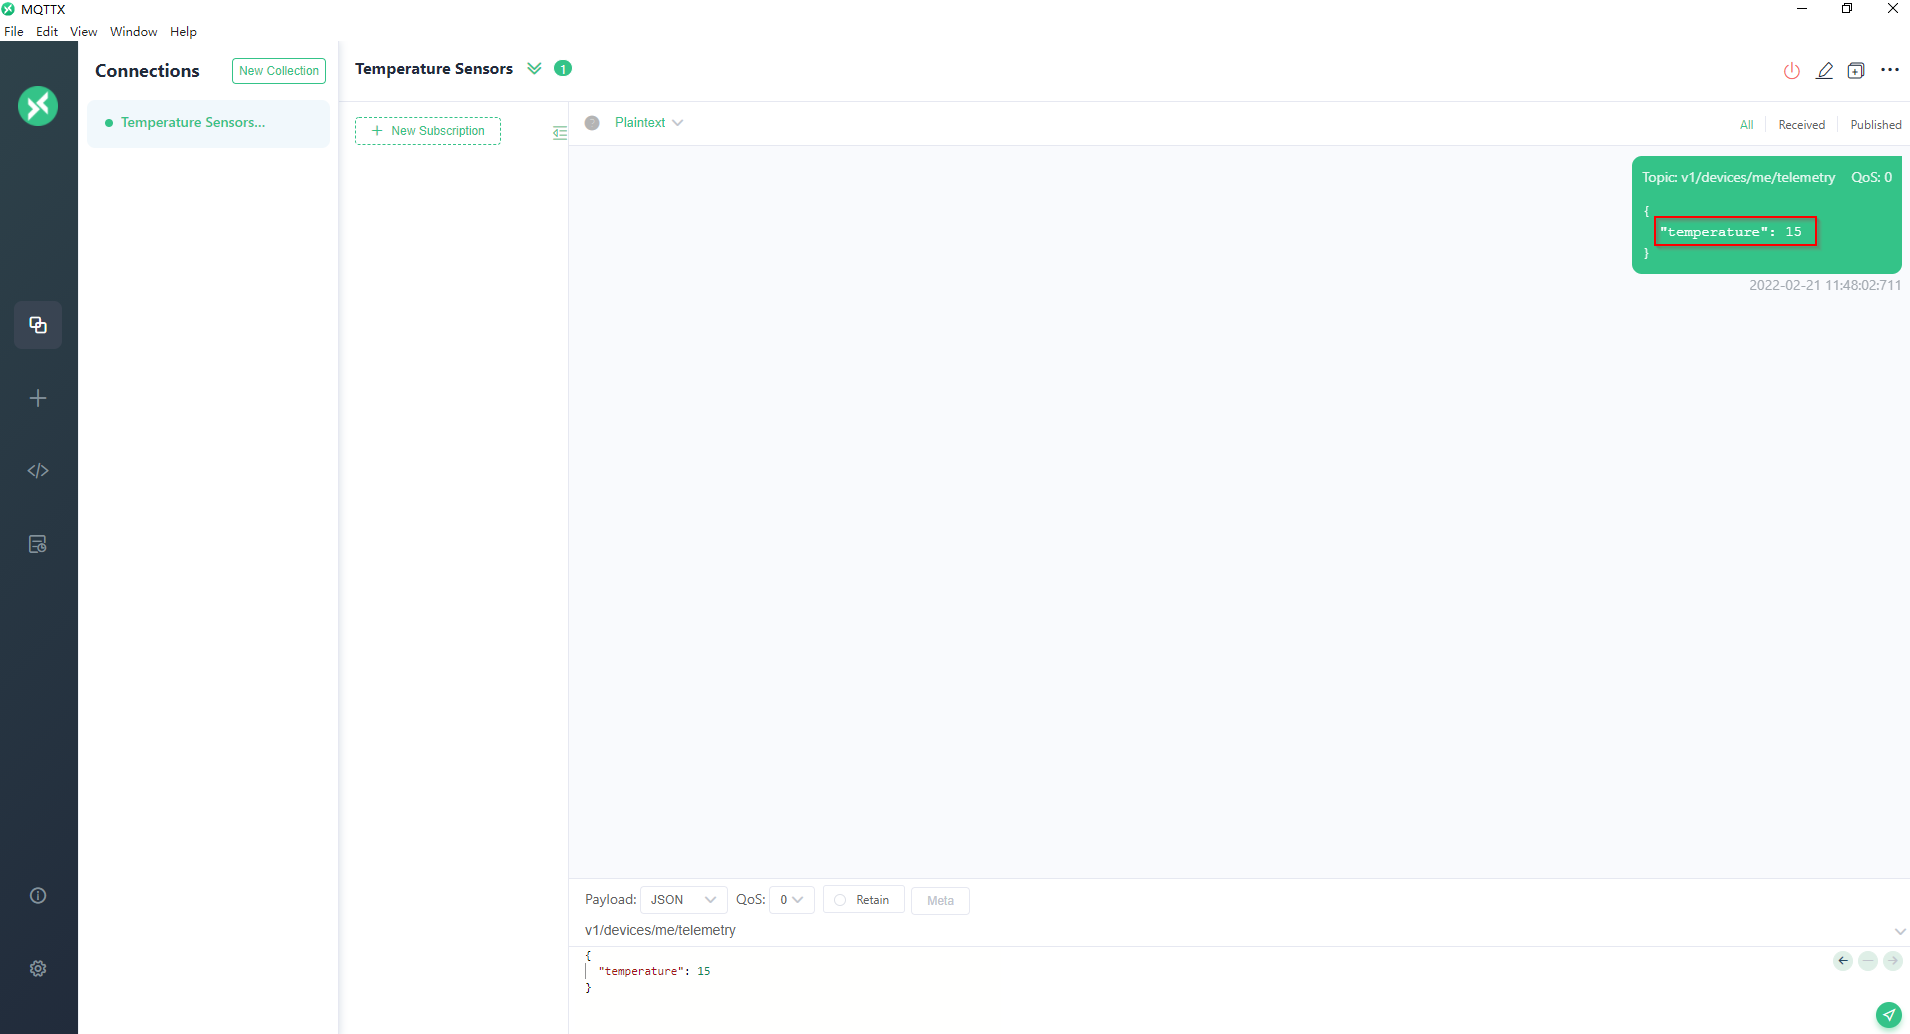 MQTTX
File Edit View Window Help
Connections
New Collection
Temperature Sensors...
Temperature Sensors 1
New Subscription
Plaintext
All Received Published
Topic: v1/devices/me/telemetry QoS: 0
{
"temperature": 15
}
2022-02-21 11:48:02:711
Payload: JSON QoS: 0 Retain Meta
v1/devices/me/telemetry
{
"temperature": 15
}